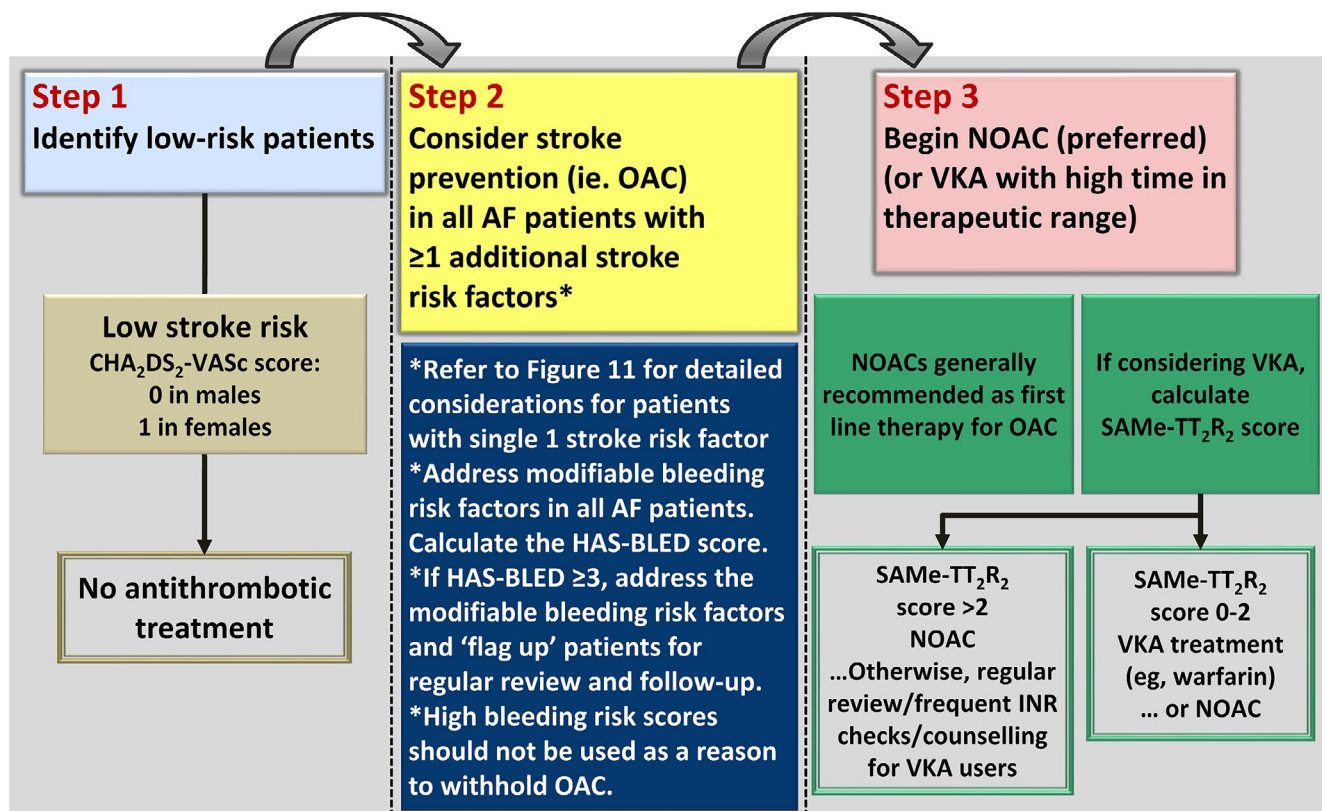 Step 1
Identify low-risk patients
Low stroke risk
CHA₂DS₂-VASc score:
0 in males
1 in females
No antithrombotic
treatment
Step 2
Consider stroke
prevention (ie. OAC)
in all AF patients with
≥1 additional stroke
risk factors*
*Refer to Figure 11 for detailed
considerations for patients
with single 1 stroke risk factor
*Address modifiable bleeding
risk factors in all AF patients.
Calculate the HAS-BLED score.
*If HAS-BLED ≥3, address the
modifiable bleeding risk factors
and ‘flag up’ patients for
regular review and follow-up.
*High bleeding risk scores
should not be used as a reason
to withhold OAC.
Step 3
Begin NOAC (preferred)
(or VKA with high time in
therapeutic range)
NOACs generally
recommended as first
line therapy for OAC
If considering VKA,
calculate
SAMe-TT₂R₂ score
SAMe-TT₂R₂
score >2
NOAC
...Otherwise, regular
review/frequent INR
checks/counselling
for VKA users
SAMe-TT₂R₂
score 0-2
VKA treatment
(eg, warfarin)
... or NOAC